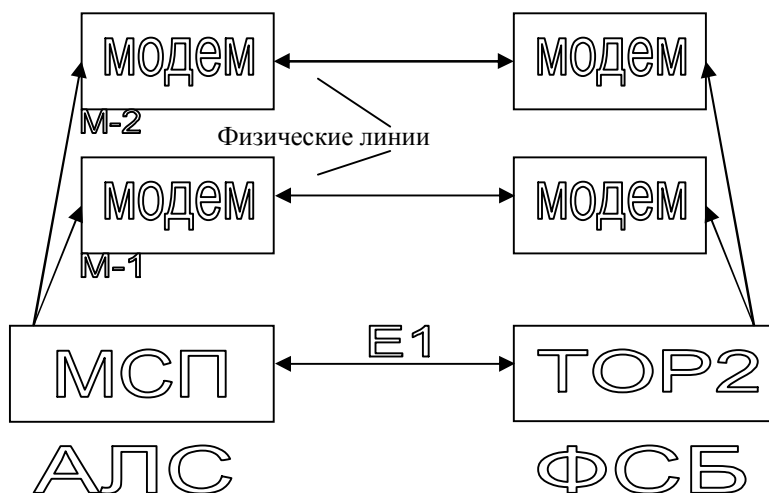 модем модем
М-2
Физические линии
модем модем
М-1
Е1
МСП ТОР2
АЛС ФСБ